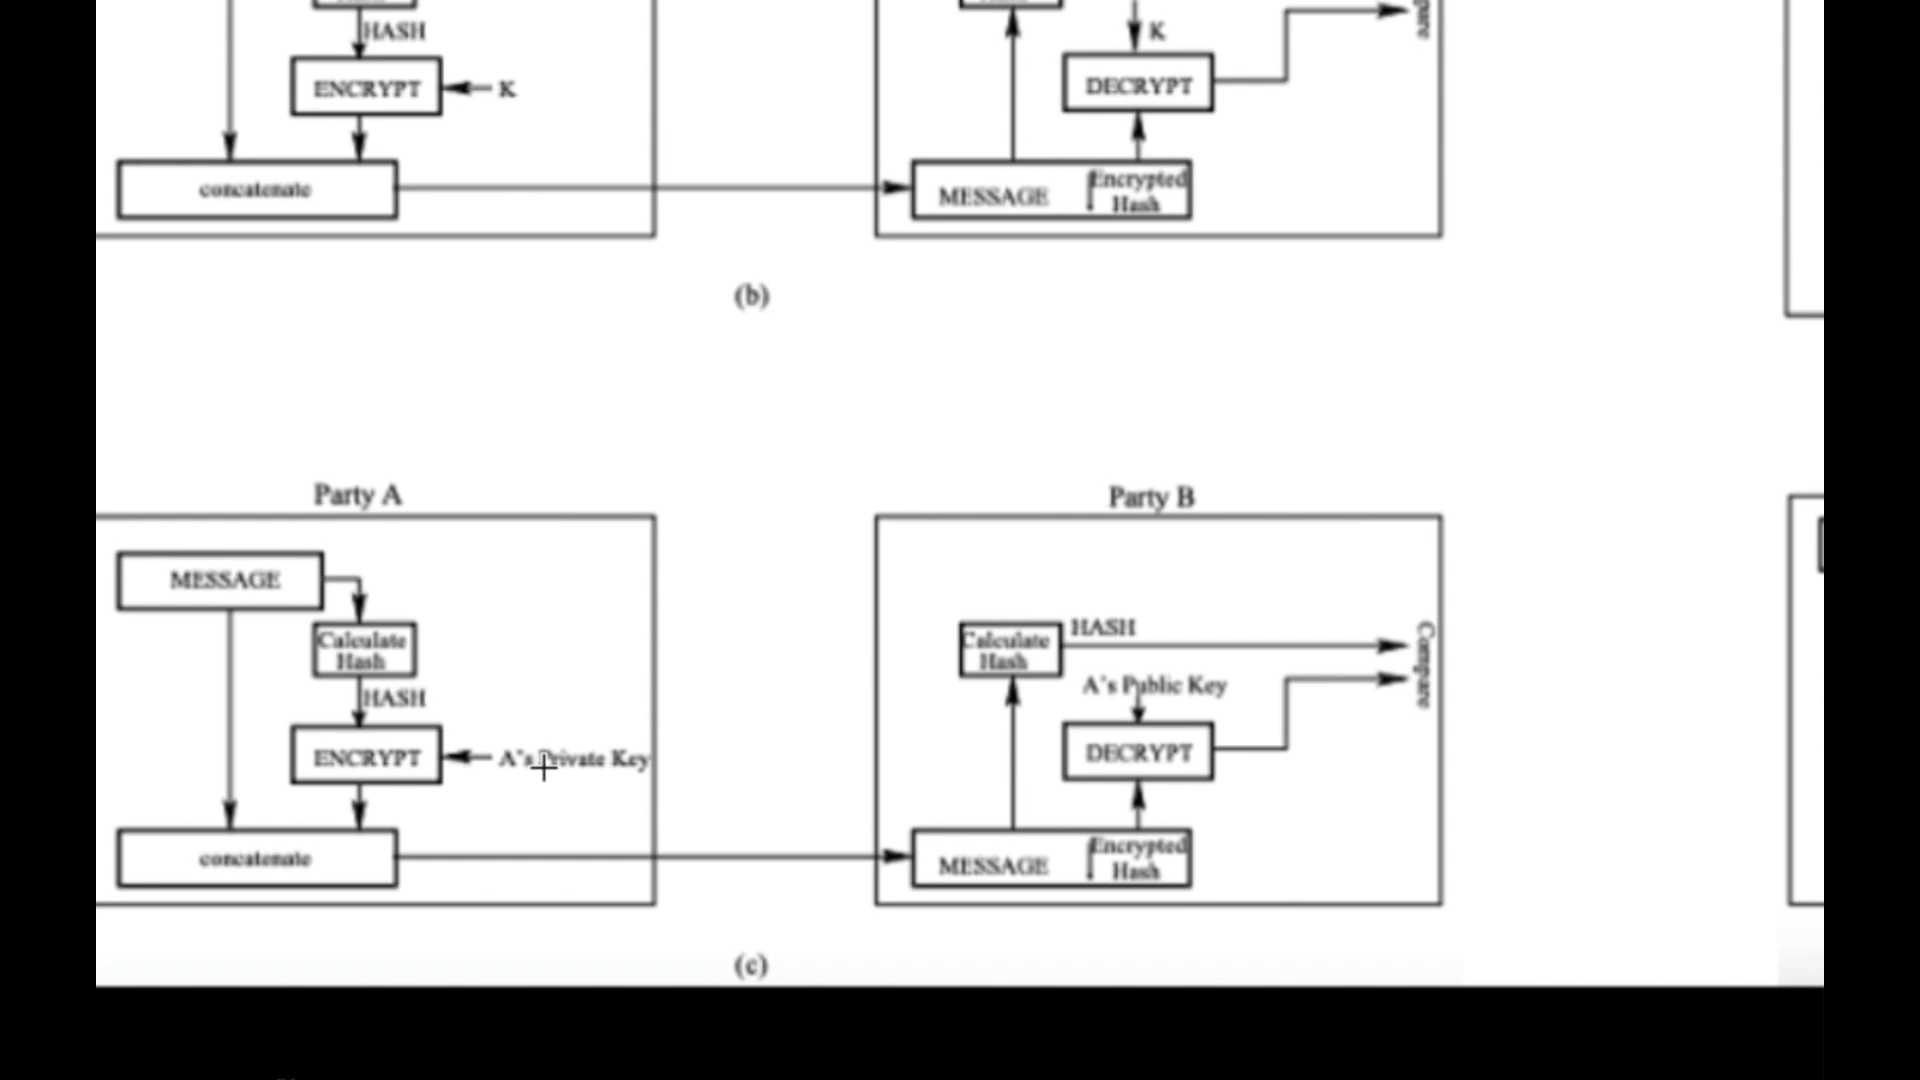 HASH
K
ENCRYPT
K
DECRYPT
concatenate
MESSAGE
Encrypted
Hash
(b)
Party A
Party B
MESSAGE
Calculate
Hash
HASH
Calculate
Hash
HASH
Compare
A's Public Key
ENCRYPT
A's Private Key
DECRYPT
concatenate
MESSAGE
Encrypted
Hash
(c)